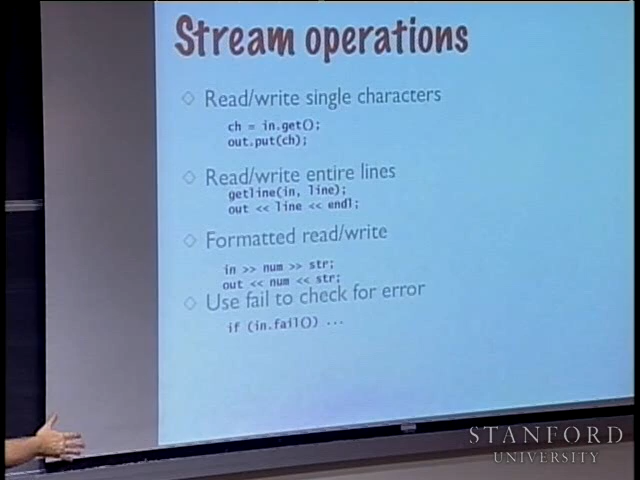 Stream operations
Read/write single characters
ch = in.get();
out.put(ch);
Read/write entire lines
getline(in, line);
out << line << endl;
Formatted read/write
in >> num >> str;
out << num << str;
Use fail to check for error
if (in.fail()) ...
STANFORD
UNIVERSITY